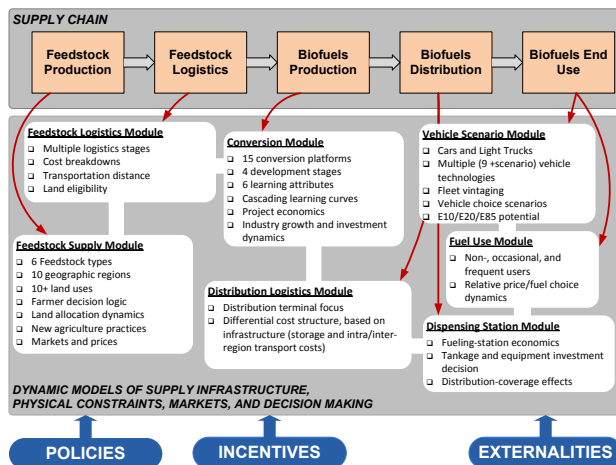 SUPPLY CHAIN
Feedstock
Production
Feedstock
Logistics
Biofuels
Production
Biofuels
Distribution
Biofuels End
Use
Feedstock Logistics Module
❑ Multiple logistics stages
❑ Cost breakdowns
❑ Transportation distance
❑ Land eligibility
Conversion Module
❑ 15 conversion platforms
❑ 4 development stages
❑ 6 learning attributes
❑ Cascading learning curves
❑ Project economics
❑ Industry growth and investment
dynamics
Vehicle Scenario Module
❑ Cars and Light Trucks
❑ Multiple (9 +scenario) vehicle
technologies
❑ Fleet vintaging
❑ Vehicle choice scenarios
❑ E10/E20/E85 potential
Feedstock Supply Module
❑ 6 Feedstock types
❑ 10 geographic regions
❑ 10+ land uses
❑ Farmer decision logic
❑ Land allocation dynamics
❑ New agriculture practices
❑ Markets and prices
Fuel Use Module
❑ Non-, occasional, and
frequent users
❑ Relative price/fuel choice
dynamics
Distribution Logistics Module
❑ Distribution terminal focus
❑ Differential cost structure, based on
infrastructure (storage and intra/inter-
region transport costs)
Dispensing Station Module
❑ Fueling-station economics
❑ Tankage and equipment investment
decision
❑ Distribution-coverage effects
DYNAMIC MODELS OF SUPPLY INFRASTRUCTURE,
PHYSICAL CONSTRAINTS, MARKETS, AND DECISION MAKING
POLICIES
INCENTIVES
EXTERNALITIES